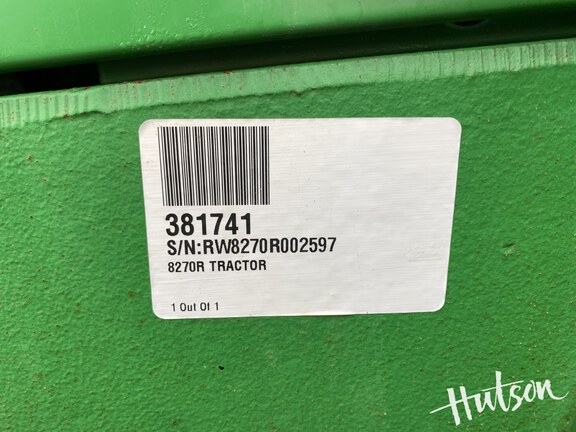 381741
S/N:RW8270R002597
8270R TRACTOR
1 Out Of 1
Hutson